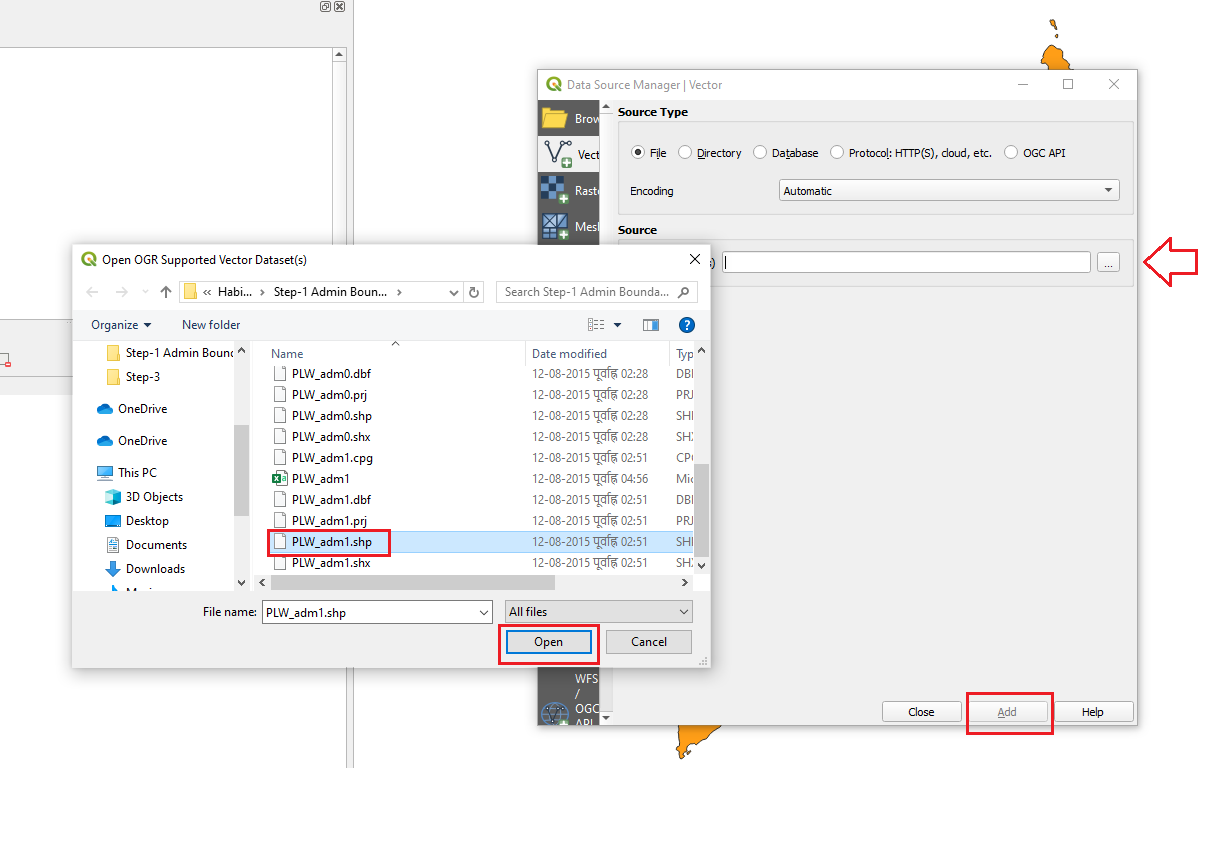 Data Source Manager | Vector
Brow
Vect
Rast
Mesh
Source Type
File
Directory
Database
Protocol: HTTP(S), cloud, etc.
OGC API
Encoding
Automatic
Source
...
WFS
/
OGC
API
Close
Add
Help
Open OGR Supported Vector Dataset(s)
« Habi... › Step-1 Admin Boun... ›
Search Step-1 Admin Bounda...
Organize
New folder
Step-1 Admin Bound
Step-3
OneDrive
OneDrive
This PC
3D Objects
Desktop
Documents
Downloads
Name Date modified Typ
PLW_adm0.dbf 12-08-2015 पूर्वाह्न 02:28 DBI
PLW_adm0.prj 12-08-2015 पूर्वाह्न 02:28 PRJ
PLW_adm0.shp 12-08-2015 पूर्वाह्न 02:28 SHI
PLW_adm0.shx 12-08-2015 पूर्वाह्न 02:28 SHX
PLW_adm1.cpg 12-08-2015 पूर्वाह्न 02:51 CPG
PLW_adm1 12-08-2015 पूर्वाह्न 04:56 Mic
PLW_adm1.dbf 12-08-2015 पूर्वाह्न 02:51 DBI
PLW_adm1.prj 12-08-2015 पूर्वाह्न 02:51 PRJ
PLW_adm1.shp 12-08-2015 पूर्वाह्न 02:51 SHI
PLW_adm1.shx 12-08-2015 पूर्वाह्न 02:51 SHX
File name: PLW_adm1.shp
All files
Open
Cancel